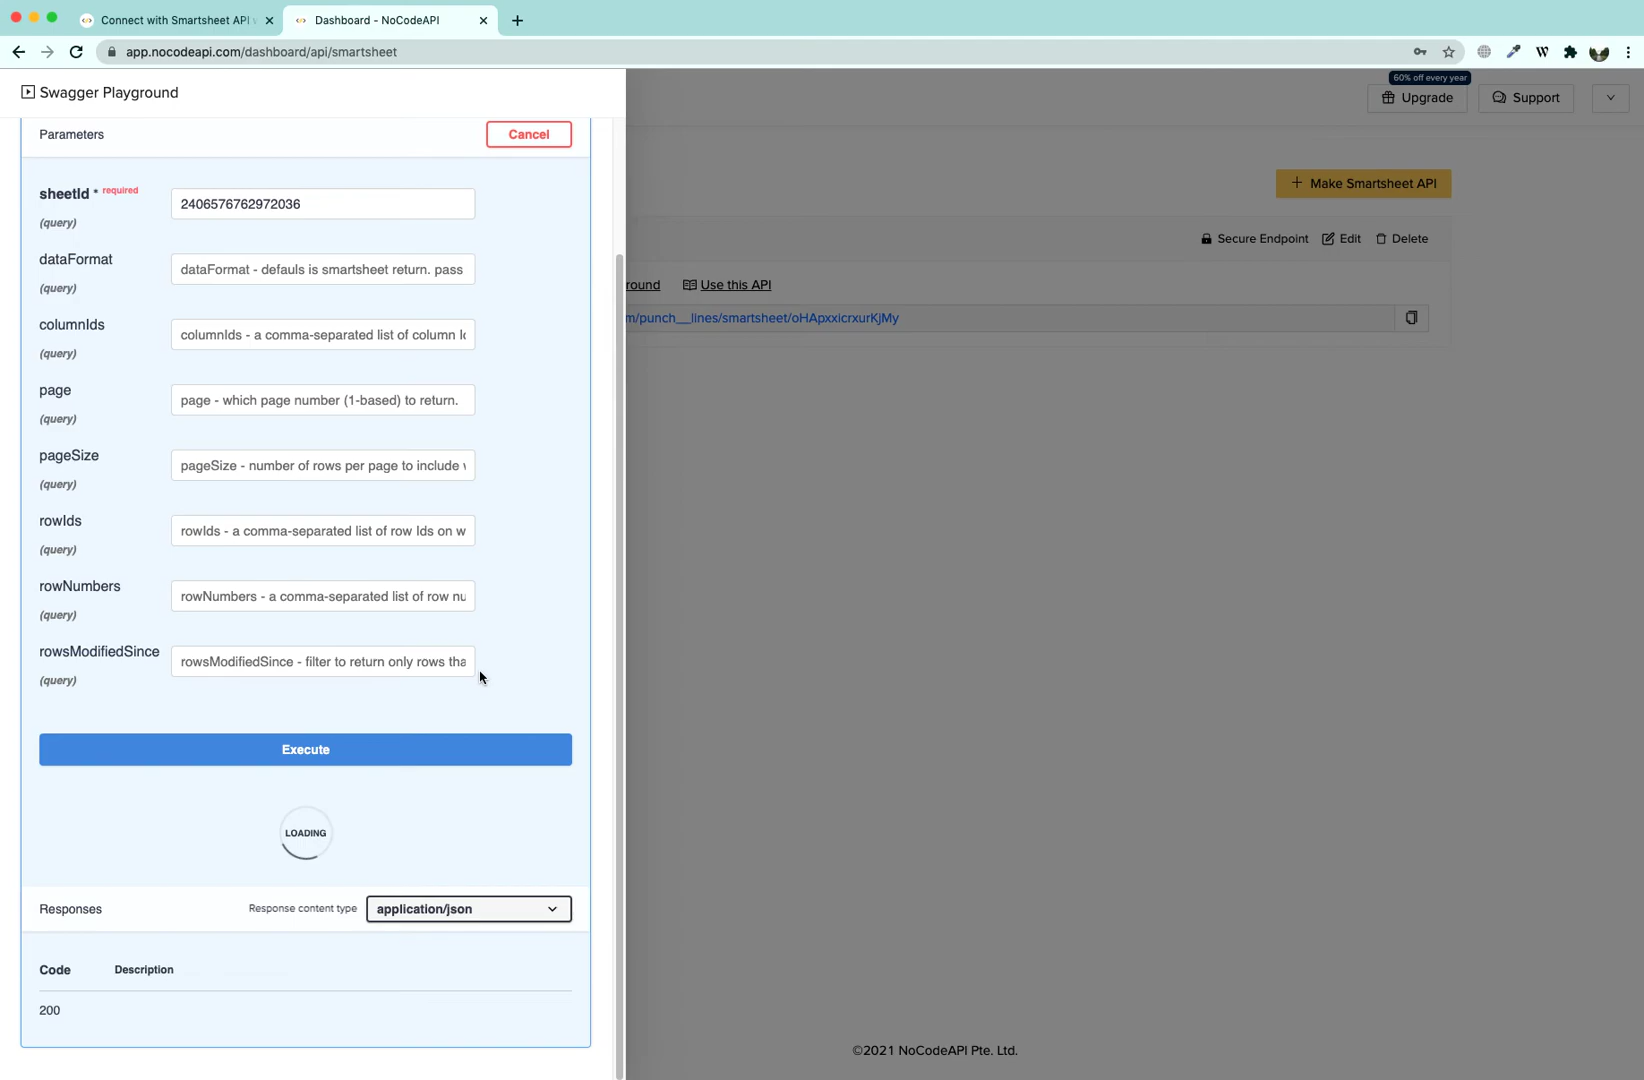 Connect with Smartsheet API
Dashboard - NoCodeAPI
app.nocodeapi.com/dashboard/api/smartsheet
Swagger Playground
60% off every year
Upgrade
Support
Parameters
Cancel
Make Smartsheet API
sheetId * required
2406576762972036
(query)
Secure Endpoint
Edit
Delete
dataFormat
dataFormat - defauls is smartsheet return. pass
(query)
round
Use this API
m/punch__lines/smartsheet/oHApxxicrxurKjMy
columnIds
columnIds - a comma-separated list of column Ic
(query)
page
page - which page number (1-based) to return.
(query)
pageSize
pageSize - number of rows per page to include
(query)
rowIds
rowIds - a comma-separated list of row Ids on w
(query)
rowNumbers
rowNumbers - a comma-separated list of row nu
(query)
rowsModifiedSince
rowsModifiedSince - filter to return only rows tha
(query)
Execute
LOADING
Responses
Response content type
application/json
Code
Description
200
©2021 NoCodeAPI Pte. Ltd.